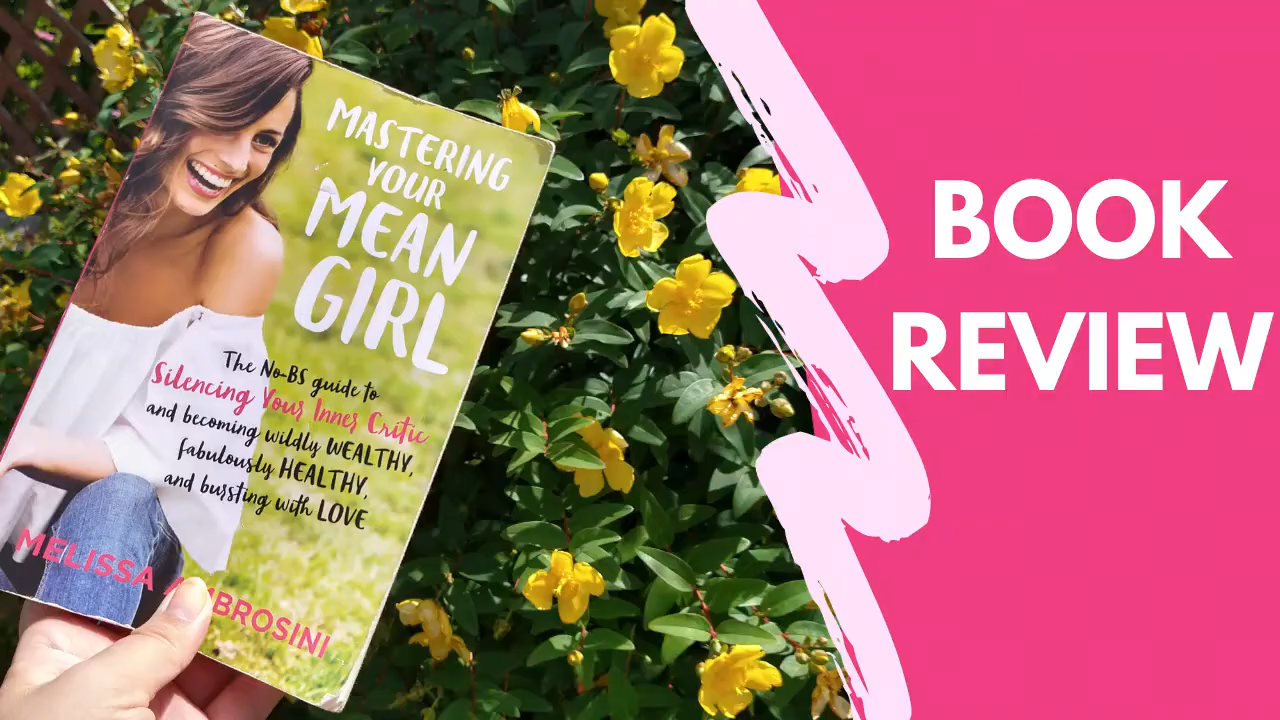 MASTERING
YOUR
MEAN
GIRL
The No-BS guide to
Silencing Your Inner Critic
and becoming wildly WEALTHY,
fabulously HEALTHY,
and bursting with LOVE
MELISSA AMBROSINI
BOOK
REVIEW